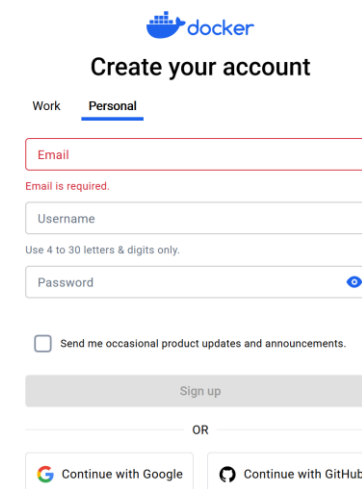 docker
Create your account
Work Personal
Email
Email is required.
Username
Use 4 to 30 letters & digits only.
Password
Send me occasional product updates and announcements.
Sign up
OR
Continue with Google Continue with GitHub